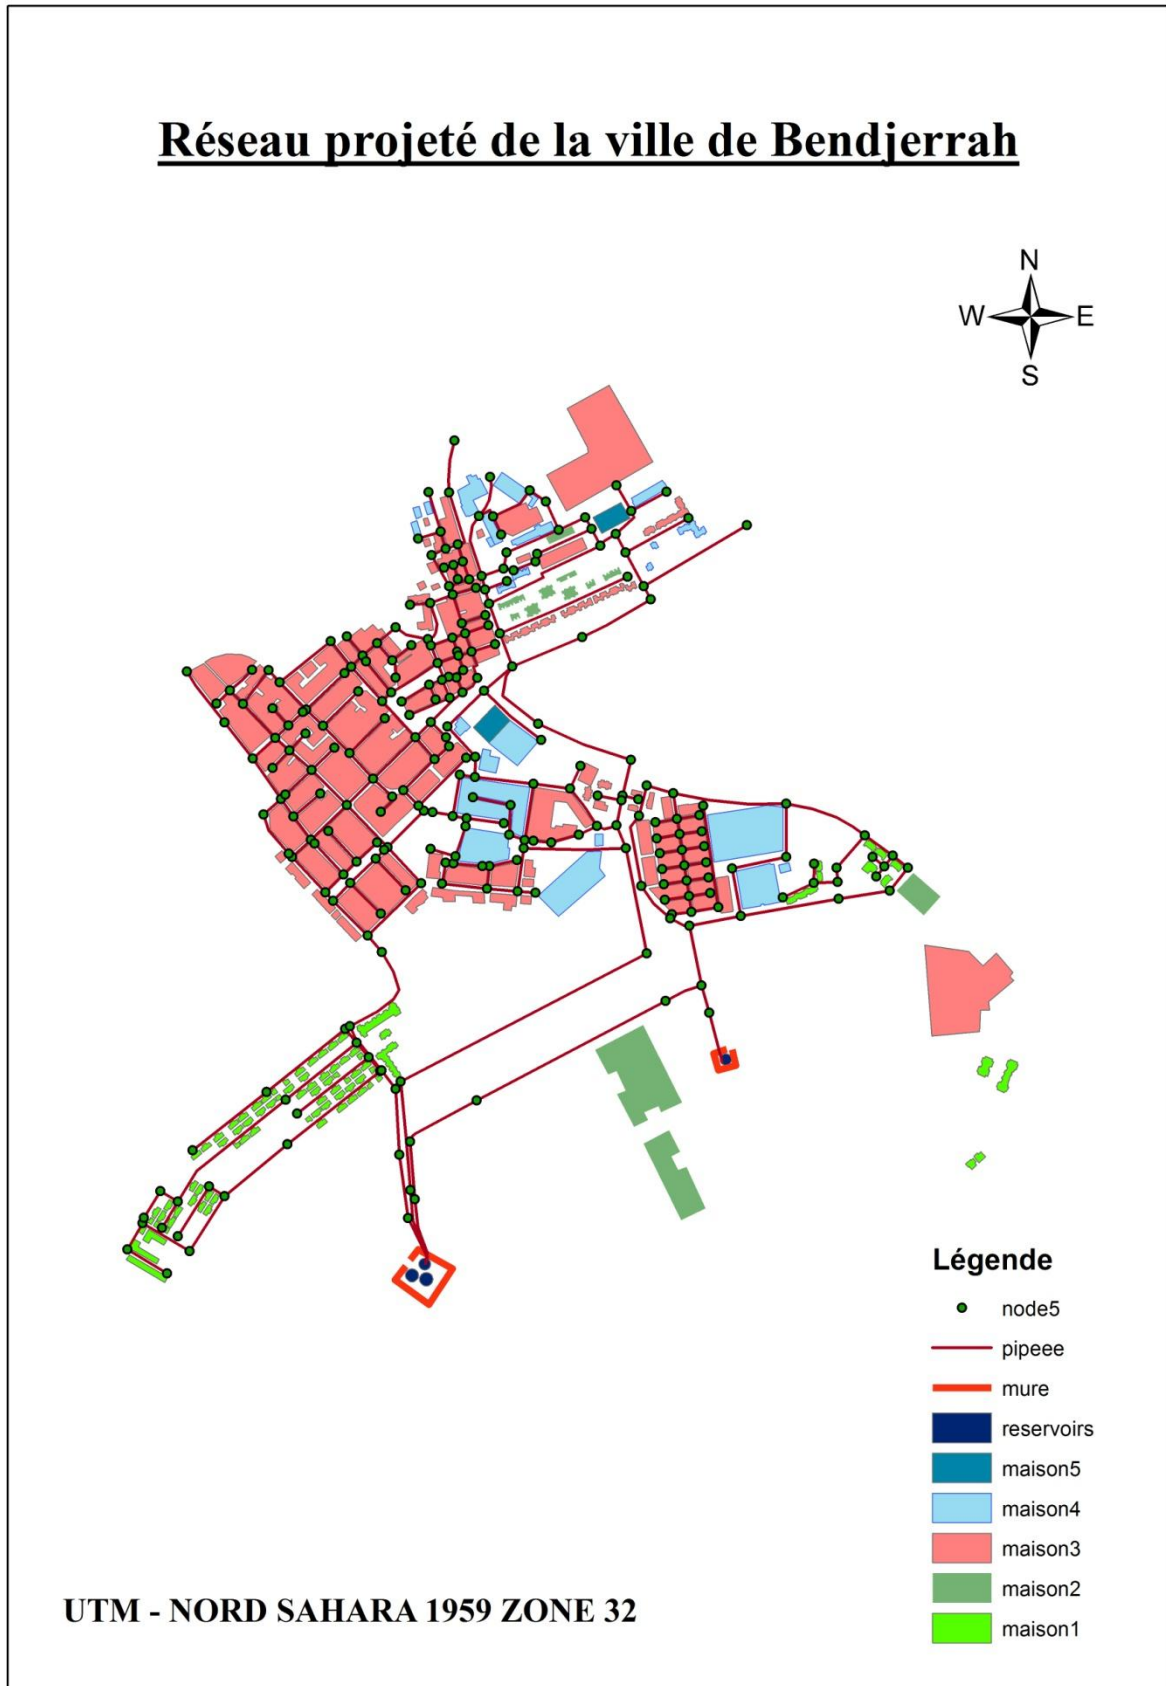 Réseau projeté de la ville de Bendjerrah
N
W E
S
Légende
node5
pipeee
mure
reservoirs
maison5
maison4
maison3
maison2
maison1
UTM - NORD SAHARA 1959 ZONE 32